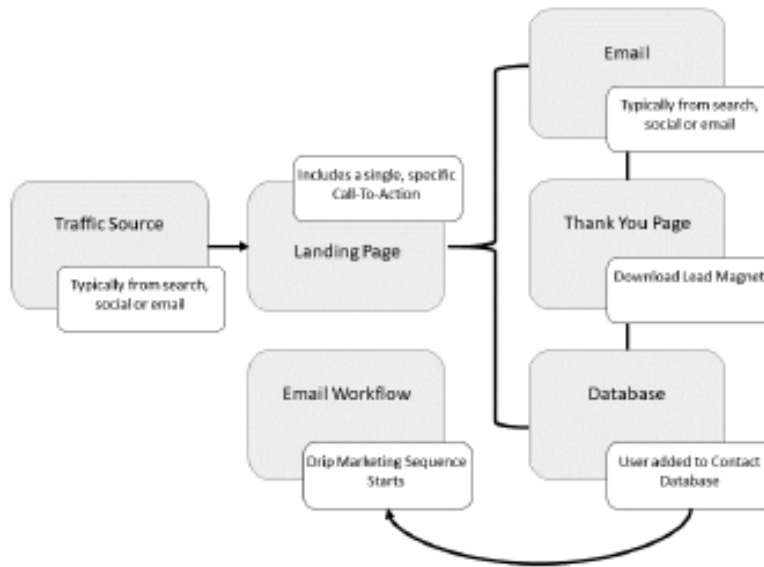 Email
Typically from search,
social or email
Includes a single, specific
Call-To-Action
Traffic Source
Landing Page
Thank You Page
Typically from search,
social or email
Download Lead Magnet
Email Workflow
Database
Drip Marketing Sequence
Starts
User added to Contact
Database